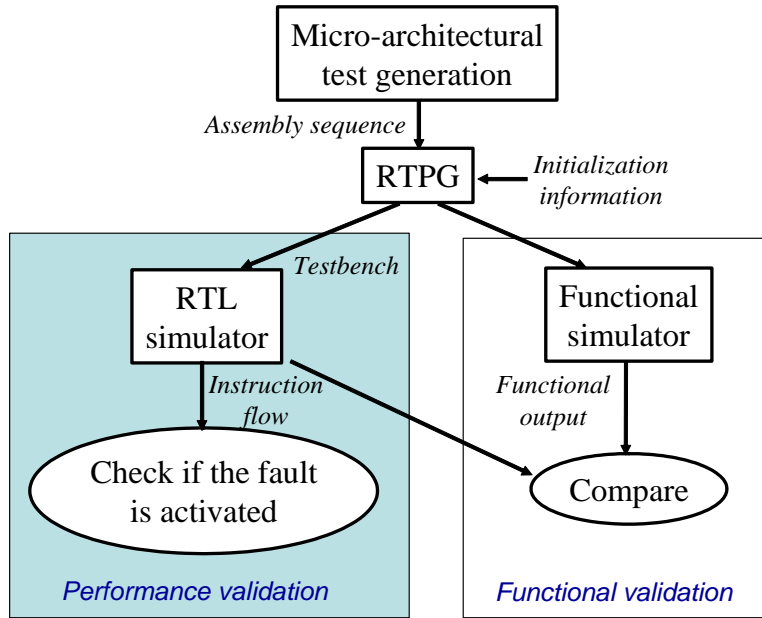 Micro-architectural
test generation
Assembly sequence
RTPG
Initialization
information
Testbench
RTL
simulator
Functional
simulator
Instruction
flow
Functional
output
Check if the fault
is activated
Compare
Performance validation
Functional validation